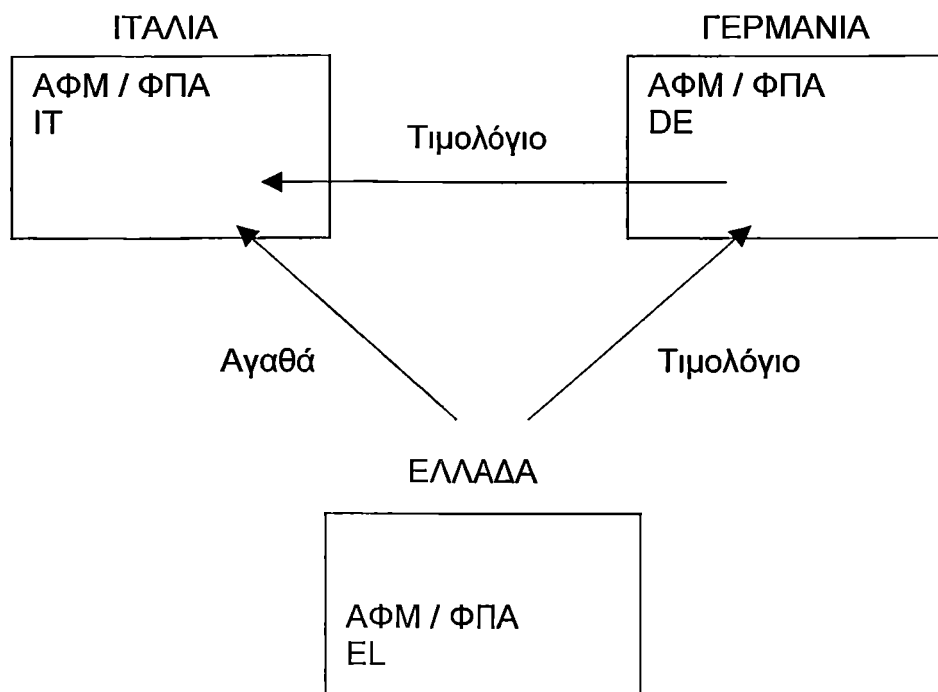 ΙΤΑΛΙΑ
ΓΕΡΜΑΝΙΑ
ΑΦΜ / ΦΠΑ
IT
ΑΦΜ / ΦΠΑ
DE
Τιμολόγιο
Αγαθά
Τιμολόγιο
ΕΛΛΑΔΑ
ΑΦΜ / ΦΠΑ
EL